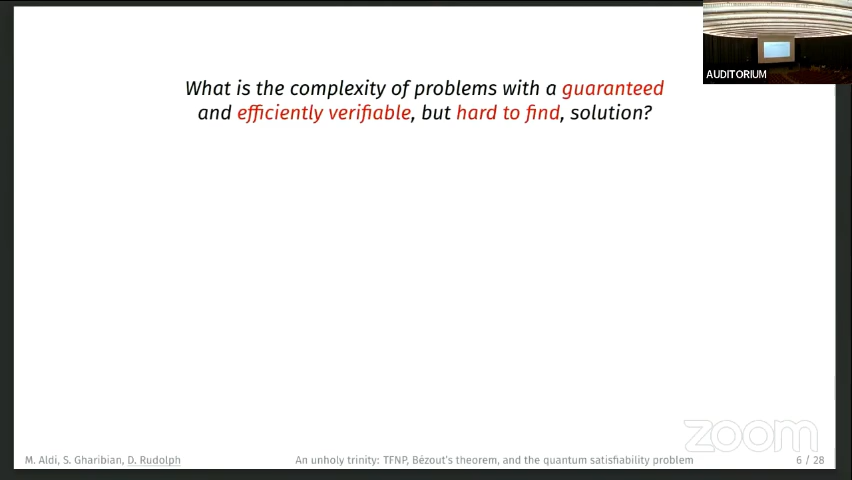 AUDITORIUM
What is the complexity of problems with a guaranteed
and efficiently verifiable, but hard to find, solution?
zoom
M. Aldi, S. Gharibian, D. Rudolph An unholy trinity: TFNP, Bézout's theorem, and the quantum satisfiability problem 6 / 28